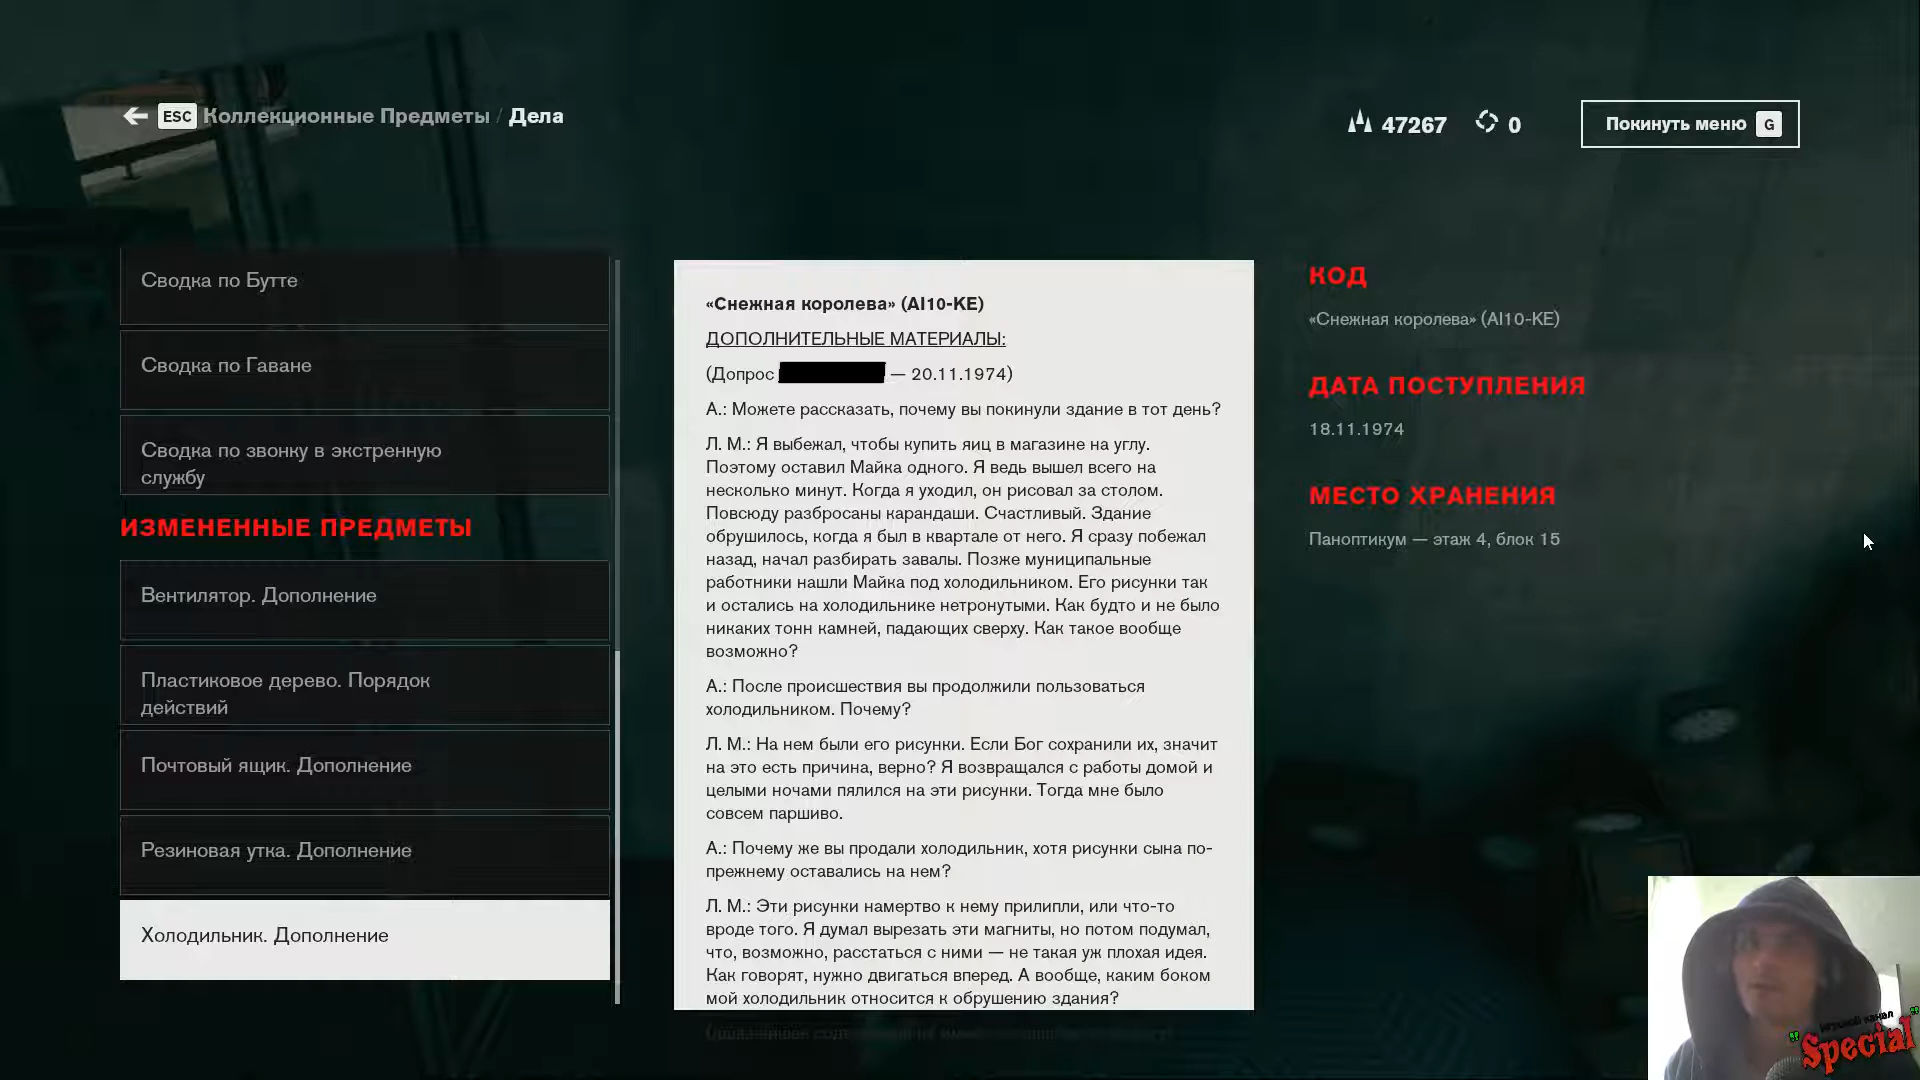 ESC Коллекционные Предметы / Дела
47267 0
Покинуть меню G
Сводка по Бутте
Сводка по Гаване
Сводка по звонку в экстренную
службу
ИЗМЕНЕННЫЕ ПРЕДМЕТЫ
Вентилятор. Дополнение
Пластиковое дерево. Порядок
действий
Почтовый ящик. Дополнение
Резиновая утка. Дополнение
Холодильник. Дополнение
«Снежная королева» (AI10-KE)
ДОПОЛНИТЕЛЬНЫЕ МАТЕРИАЛЫ:
(Допрос — 20.11.1974)
А.: Можете рассказать, почему вы покинули здание в тот день?
Л. М.: Я выбежал, чтобы купить яиц в магазине на углу.
Поэтому оставил Майка одного. Я ведь вышел всего на
несколько минут. Когда я уходил, он рисовал за столом.
Повсюду разбросаны карандаши. Счастливый. Здание
обрушилось, когда я был в квартале от него. Я сразу побежал
назад, начал разбирать завалы. Позже муниципальные
работники нашли Майка под холодильником. Его рисунки так
и остались на холодильнике нетронутыми. Как будто и не было
никаких тонн камней, падающих сверху. Как такое вообще
возможно?
А.: После происшествия вы продолжили пользоваться
холодильником. Почему?
Л. М.: На нем были его рисунки. Если Бог сохранили их, значит
на это есть причина, верно? Я возвращался с работы домой и
целыми ночами пялился на эти рисунки. Тогда мне было
совсем паршиво.
А.: Почему же вы продали холодильник, хотя рисунки сына по-
прежнему оставались на нем?
Л. М.: Эти рисунки намертво к нему прилипли, или что-то
вроде того. Я думал вырезать эти магниты, но потом подумал,
что, возможно, расстаться с ними — не такая уж плохая идея.
Как говорят, нужно двигаться вперед. А вообще, каким боком
мой холодильник относится к обрушению здания?
КОД
«Снежная королева» (AI10-KE)
ДАТА ПОСТУПЛЕНИЯ
18.11.1974
МЕСТО ХРАНЕНИЯ
Паноптикум — этаж 4, блок 15
игровой канал
"Special"